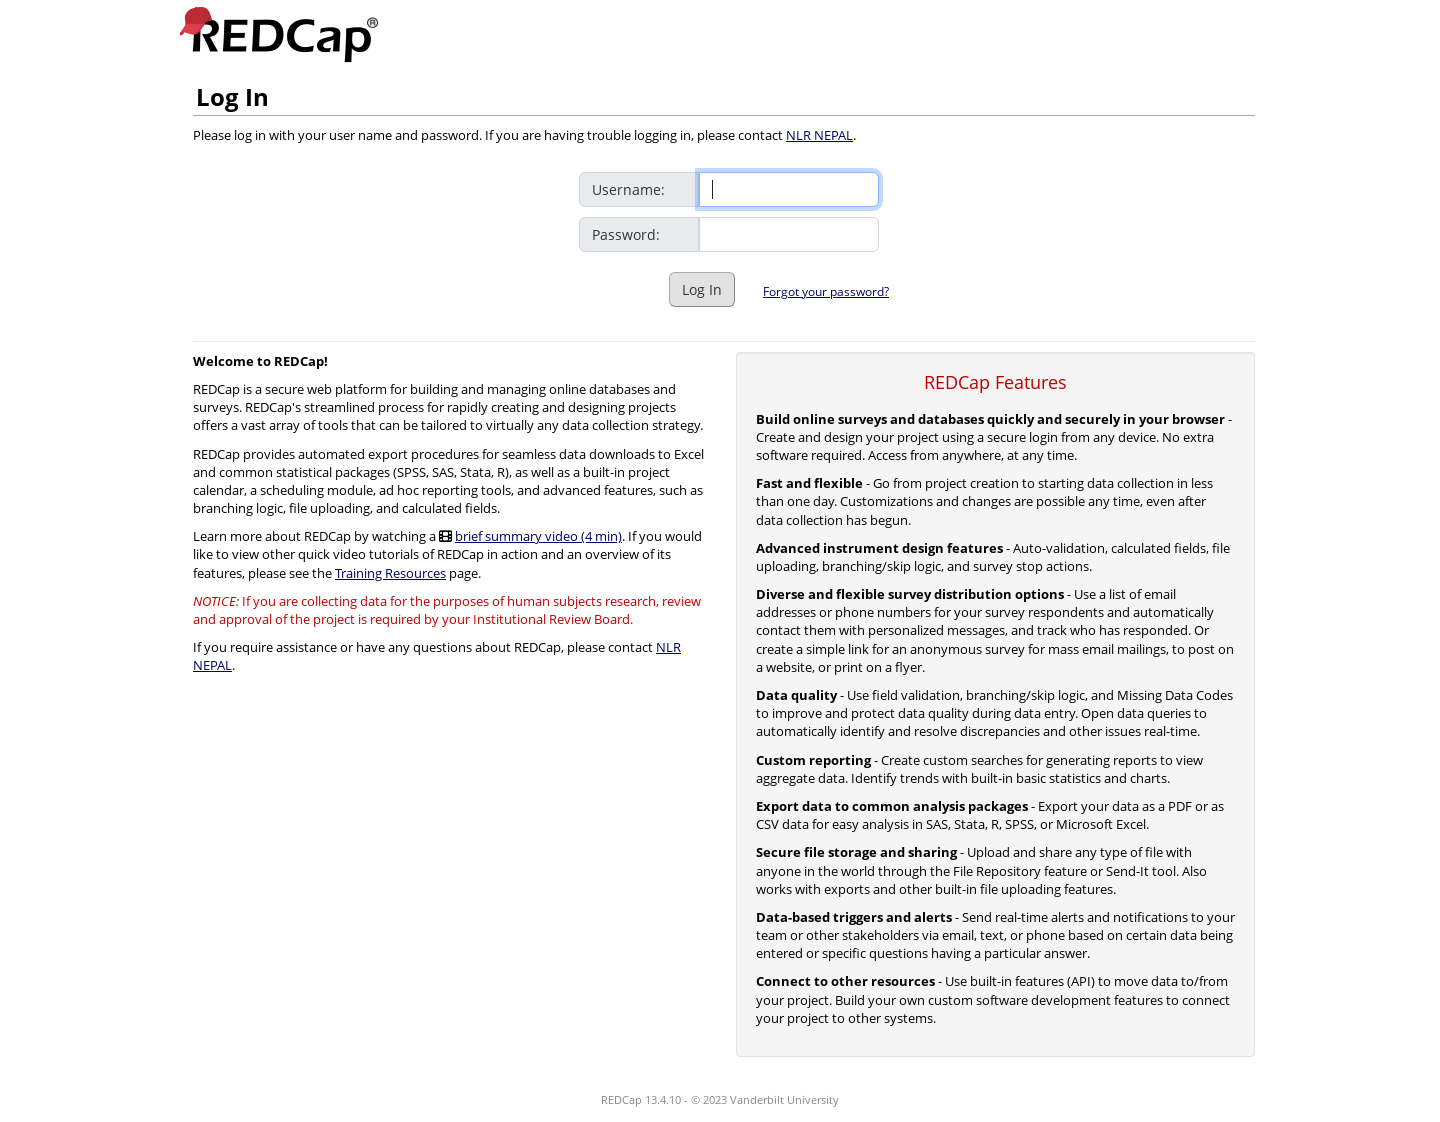 REDCap®
Log In
Please log in with your user name and password. If you are having trouble logging in, please contact NLR NEPAL.
Username:
Password:
Log In
Forgot your password?
Welcome to REDCap!
REDCap is a secure web platform for building and managing online databases and
surveys. REDCap's streamlined process for rapidly creating and designing projects
offers a vast array of tools that can be tailored to virtually any data collection strategy.
REDCap provides automated export procedures for seamless data downloads to Excel
and common statistical packages (SPSS, SAS, Stata, R), as well as a built-in project
calendar, a scheduling module, ad hoc reporting tools, and advanced features, such as
branching logic, file uploading, and calculated fields.
Learn more about REDCap by watching a brief summary video (4 min). If you would
like to view other quick video tutorials of REDCap in action and an overview of its
features, please see the Training Resources page.
NOTICE: If you are collecting data for the purposes of human subjects research, review
and approval of the project is required by your Institutional Review Board.
If you require assistance or have any questions about REDCap, please contact NLR
NEPAL.
REDCap Features
Build online surveys and databases quickly and securely in your browser -
Create and design your project using a secure login from any device. No extra
software required. Access from anywhere, at any time.
Fast and flexible - Go from project creation to starting data collection in less
than one day. Customizations and changes are possible any time, even after
data collection has begun.
Advanced instrument design features - Auto-validation, calculated fields, file
uploading, branching/skip logic, and survey stop actions.
Diverse and flexible survey distribution options - Use a list of email
addresses or phone numbers for your survey respondents and automatically
contact them with personalized messages, and track who has responded. Or
create a simple link for an anonymous survey for mass email mailings, to post on
a website, or print on a flyer.
Data quality - Use field validation, branching/skip logic, and Missing Data Codes
to improve and protect data quality during data entry. Open data queries to
automatically identify and resolve discrepancies and other issues real-time.
Custom reporting - Create custom searches for generating reports to view
aggregate data. Identify trends with built-in basic statistics and charts.
Export data to common analysis packages - Export your data as a PDF or as
CSV data for easy analysis in SAS, Stata, R, SPSS, or Microsoft Excel.
Secure file storage and sharing - Upload and share any type of file with
anyone in the world through the File Repository feature or Send-It tool. Also
works with exports and other built-in file uploading features.
Data-based triggers and alerts - Send real-time alerts and notifications to your
team or other stakeholders via email, text, or phone based on certain data being
entered or specific questions having a particular answer.
Connect to other resources - Use built-in features (API) to move data to/from
your project. Build your own custom software development features to connect
your project to other systems.
REDCap 13.4.10 - © 2023 Vanderbilt University